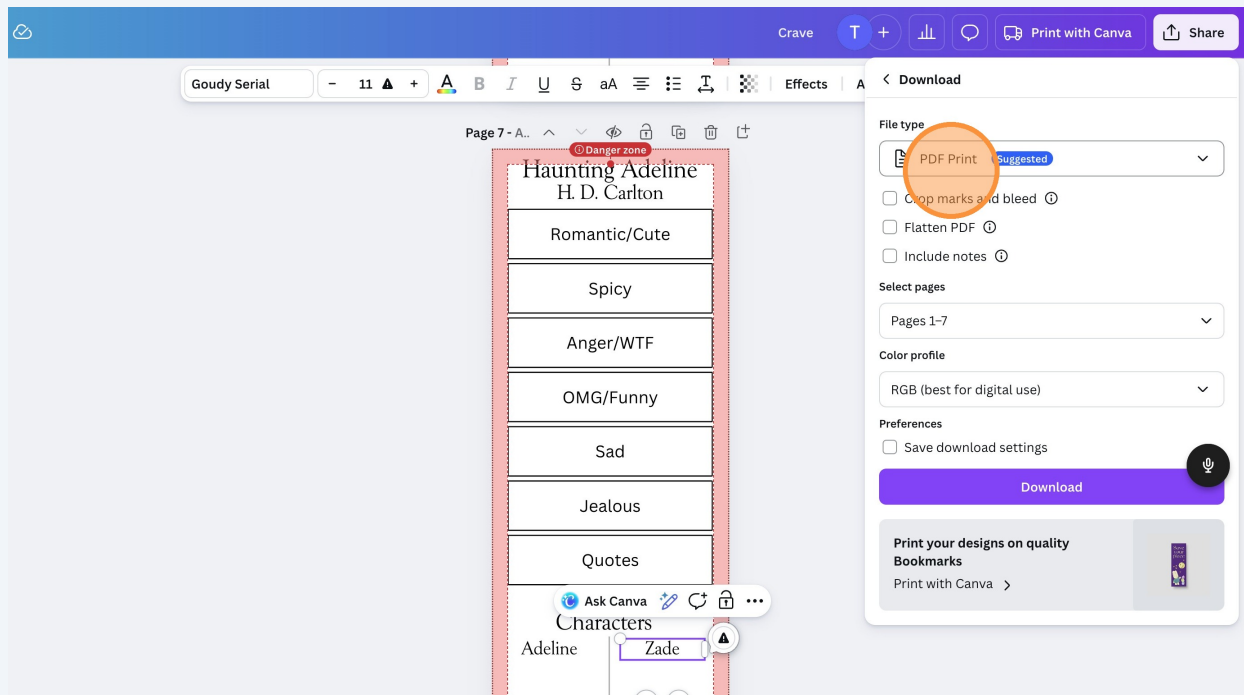 Crave
T
+
Print with Canva
Share
Goudy Serial
− 11 +
A
B
I
U
S
aA
T
Effects
A
Download
File type
PDF Print
Suggested
Crop marks and bleed
Flatten PDF
Include notes
Select pages
Pages 1–7
Color profile
RGB (best for digital use)
Preferences
Save download settings
Download
Print your designs on quality
Bookmarks
Print with Canva
Page 7 - A..
Danger zone
Haunting Adeline
H. D. Carlton
Romantic/Cute
Spicy
Anger/WTF
OMG/Funny
Sad
Jealous
Quotes
Ask Canva
Characters
Adeline
Zade